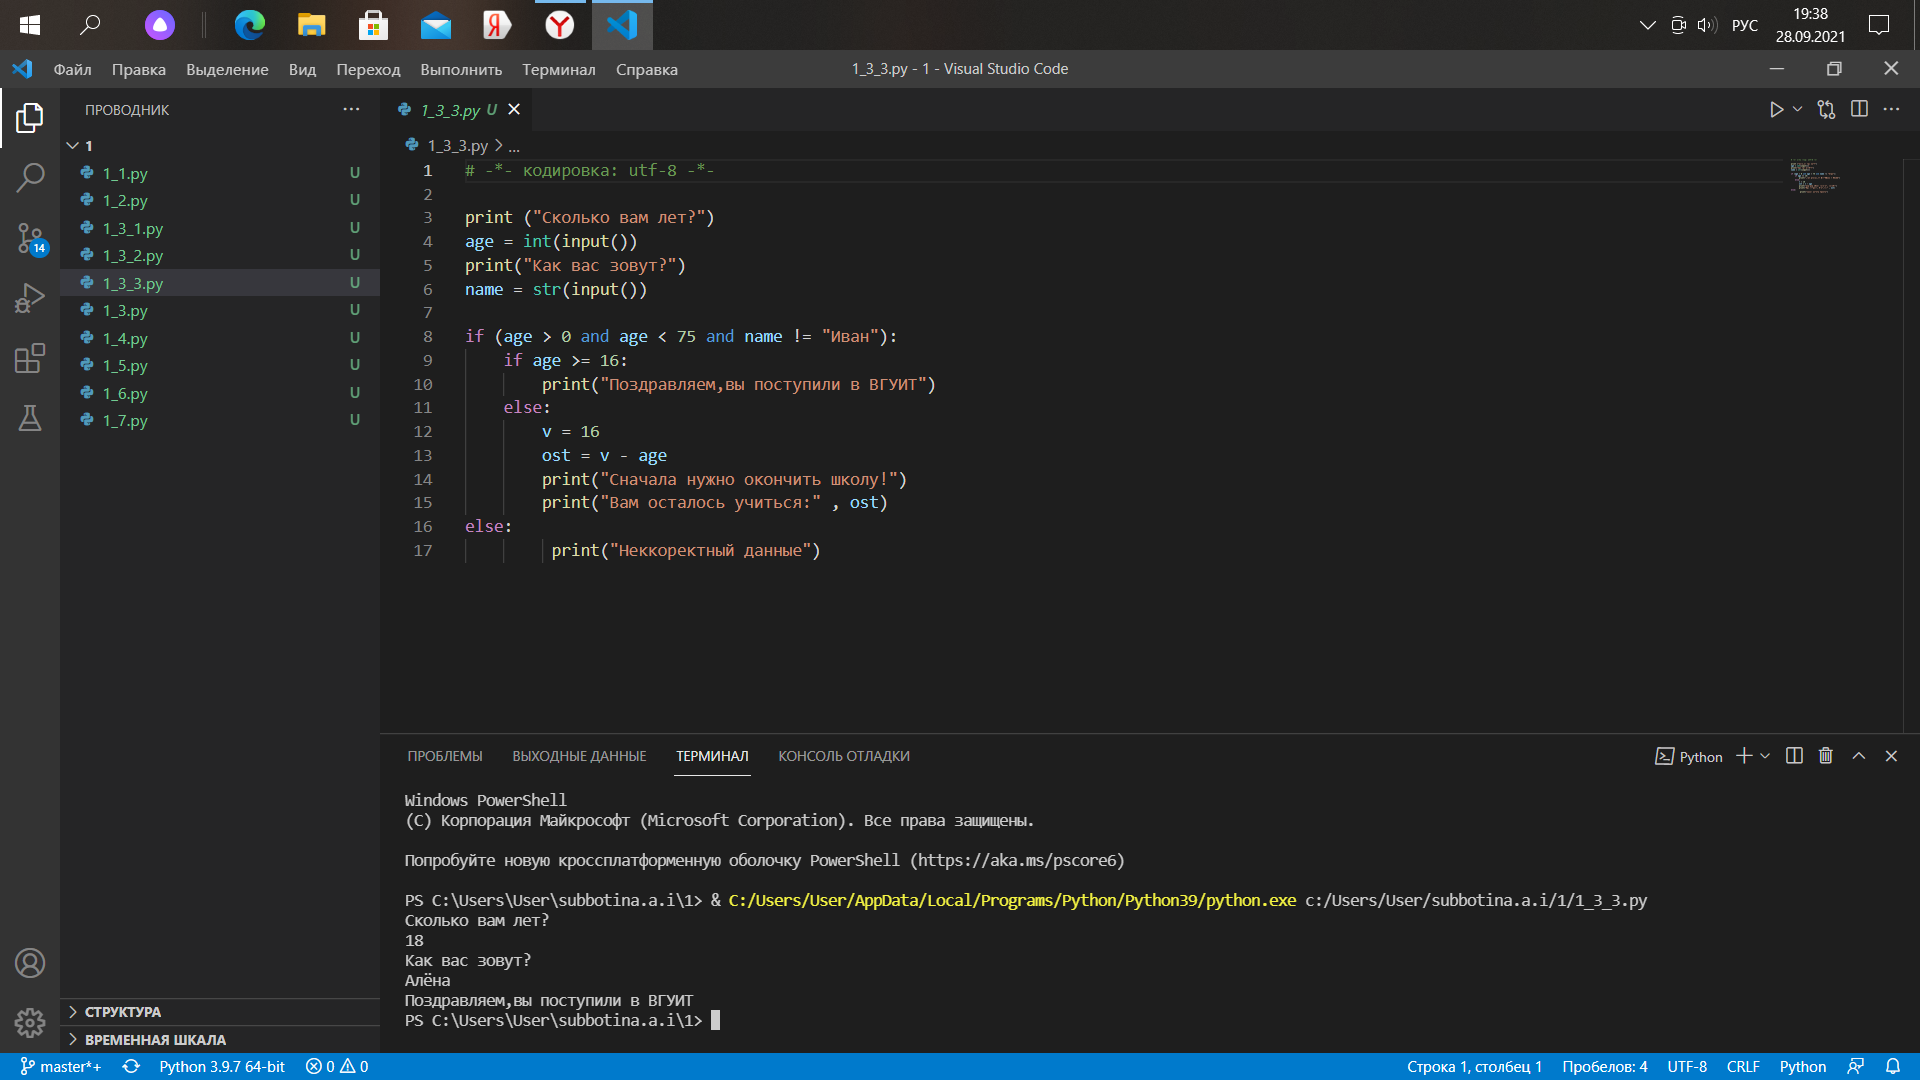 19:38
РУС
28.09.2021
Файл Правка Выделение Вид Переход Выполнить Терминал Справка
1_3_3.py - 1 - Visual Studio Code
ПРОВОДНИК
1
1_1.py U
1_2.py U
1_3_1.py U
1_3_2.py U
1_3_3.py U
1_3.py U
1_4.py U
1_5.py U
1_6.py U
1_7.py U
14
СТРУКТУРА
ВРЕМЕННАЯ ШКАЛА
1_3_3.py U
1_3_3.py > ...
1 # -*- кодировка: utf-8 -*-
2
3 print ("Сколько вам лет?")
4 age = int(input())
5 print("Как вас зовут?")
6 name = str(input())
7
8 if (age > 0 and age < 75 and name != "Иван"):
9     if age >= 16:
10         print("Поздравляем,вы поступили в ВГУИТ")
11     else:
12         v = 16
13         ost = v - age
14         print("Сначала нужно окончить школу!")
15         print("Вам осталось учиться:" , ost)
16 else:
17          print("Неккоректный данные")
ПРОБЛЕМЫ ВЫХОДНЫЕ ДАННЫЕ ТЕРМИНАЛ КОНСОЛЬ ОТЛАДКИ
Python
Windows PowerShell
(C) Корпорация Майкрософт (Microsoft Corporation). Все права защищены.
Попробуйте новую кроссплатформенную оболочку PowerShell (https://aka.ms/pscore6)
PS C:\Users\User\subbotina.a.i\1> & C:/Users/User/AppData/Local/Programs/Python/Python39/python.exe c:/Users/User/subbotina.a.i/1/1_3_3.py
Сколько вам лет?
18
Как вас зовут?
Алёна
Поздравляем,вы поступили в ВГУИТ
PS C:\Users\User\subbotina.a.i\1>
master*+ Python 3.9.7 64-bit 0 0
Строка 1, столбец 1 Пробелов: 4 UTF-8 CRLF Python